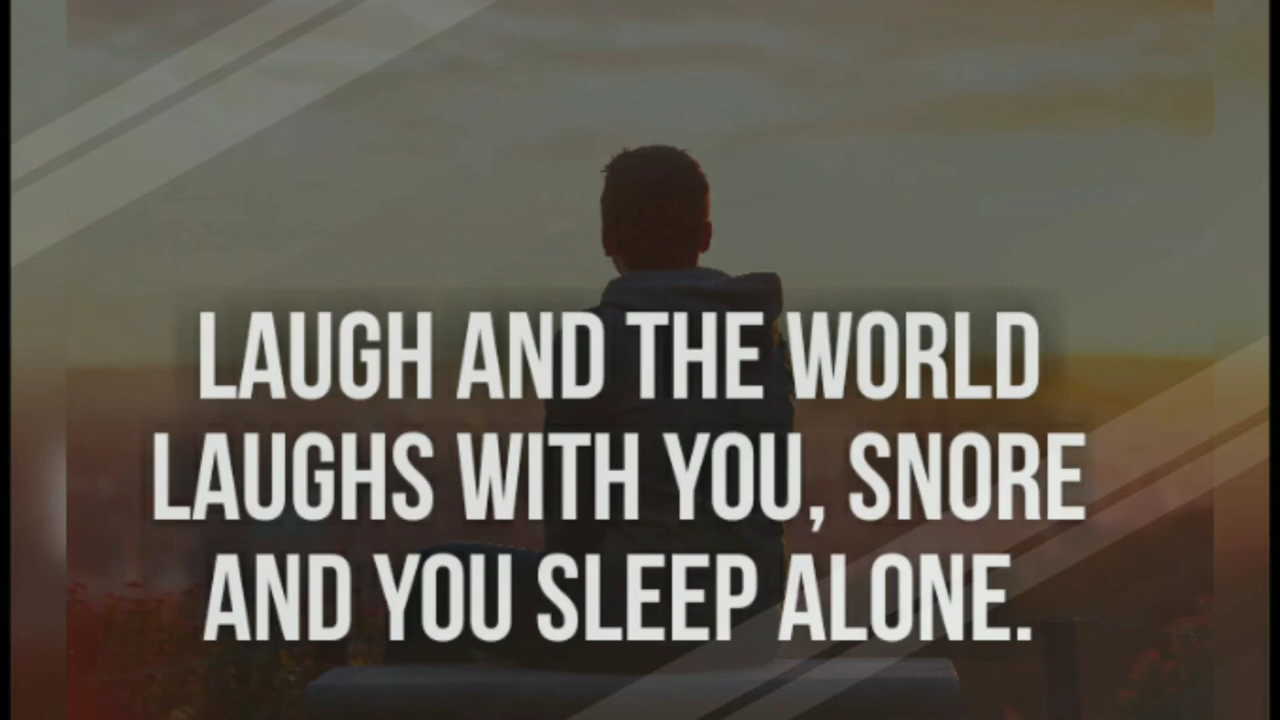 LAUGH AND THE WORLD
LAUGHS WITH YOU, SNORE
AND YOU SLEEP ALONE.